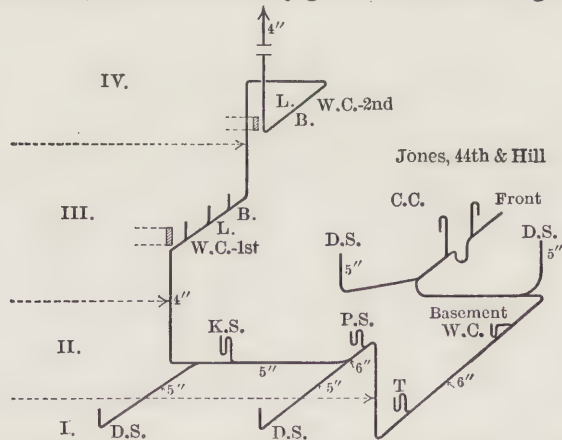 4″
IV.
L.
W.C.-2nd
B.
Jones, 44th & Hill
C.C.
Front
III.
B.
D.S.
D.S.
L.
W.C.-1st
5″
5″
4″
Basement
K.S.
P.S.
W.C.
II.
5″
6″
5″
5″
6″
T
I.
D.S.
D.S.